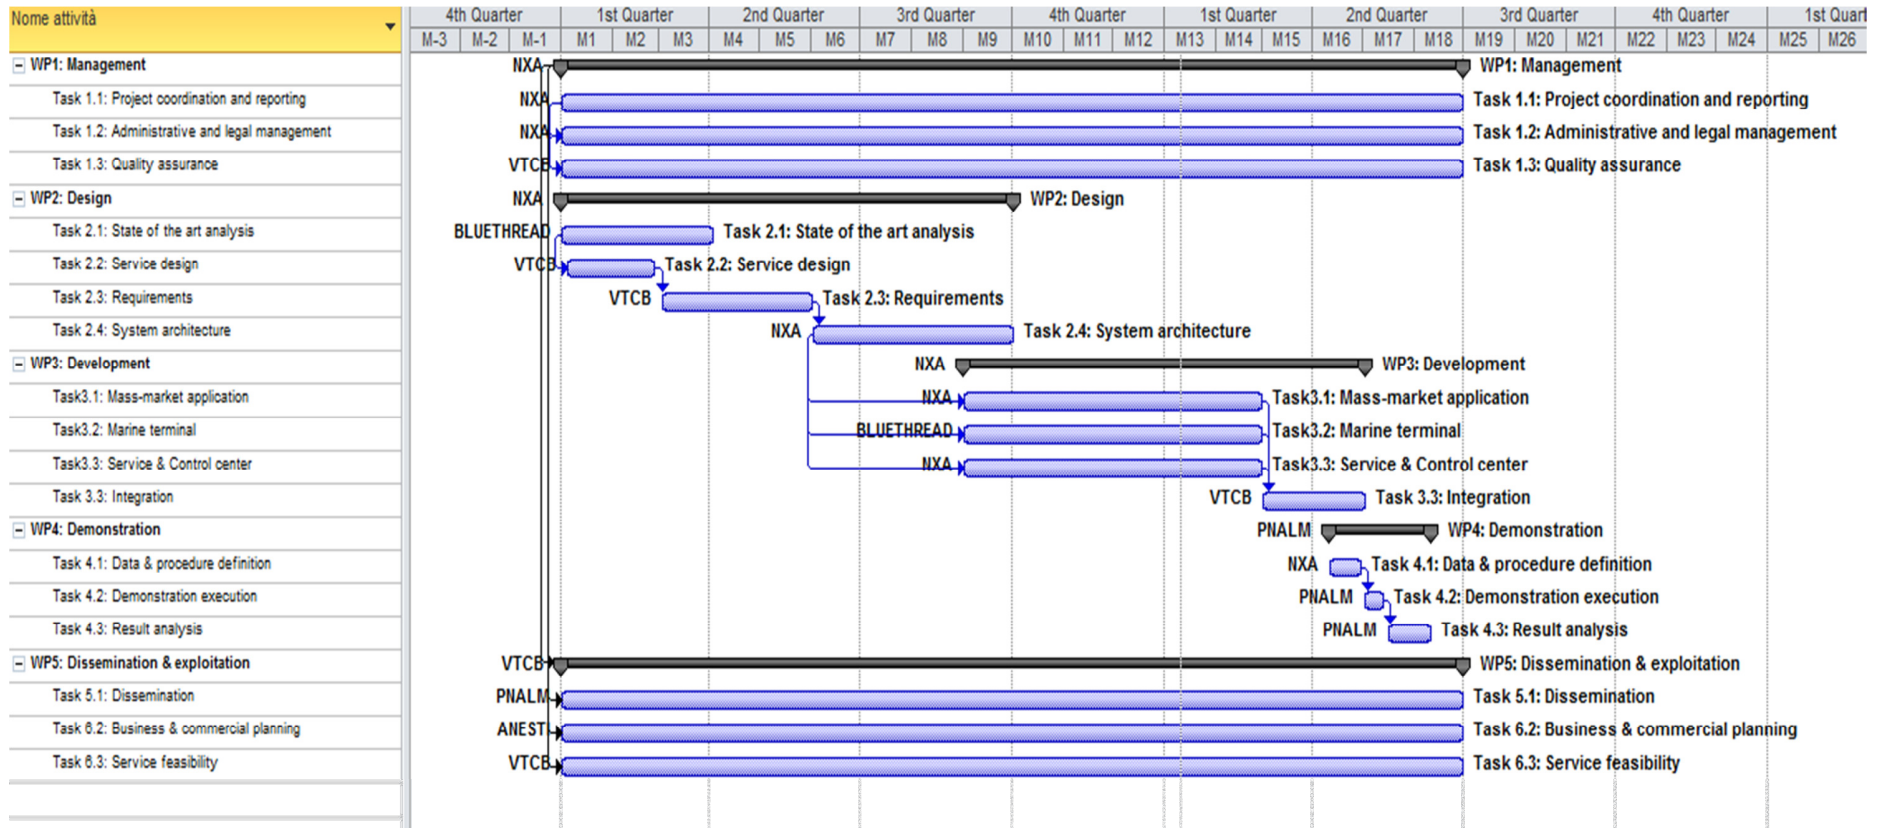 Nome attività 4th Quarter 1st Quarter 2nd Quarter 3rd Quarter 4th Quarter 1st Quarter 2nd Quarter 3rd Quarter 4th Quarter 1st Quart
M-3 M-2 M-1 M1 M2 M3 M4 M5 M6 M7 M8 M9 M10 M11 M12 M13 M14 M15 M16 M17 M18 M19 M20 M21 M22 M23 M24 M25 M26
WP1: Management NXA WP1: Management
Task 1.1: Project coordination and reporting NXA Task 1.1: Project coordination and reporting
Task 1.2: Administrative and legal management NXA Task 1.2: Administrative and legal management
Task 1.3: Quality assurance VTCB Task 1.3: Quality assurance
WP2: Design NXA WP2: Design
Task 2.1: State of the art analysis BLUETHREAD Task 2.1: State of the art analysis
Task 2.2: Service design VTCB Task 2.2: Service design
Task 2.3: Requirements VTCB Task 2.3: Requirements
Task 2.4: System architecture NXA Task 2.4: System architecture
WP3: Development NXA WP3: Development
Task3.1: Mass-market application NXA Task3.1: Mass-market application
Task3.2: Marine terminal BLUETHREAD Task3.2: Marine terminal
Task3.3: Service & Control center NXA Task3.3: Service & Control center
Task 3.3: Integration VTCB Task 3.3: Integration
WP4: Demonstration PNALM WP4: Demonstration
Task 4.1: Data & procedure definition NXA Task 4.1: Data & procedure definition
Task 4.2: Demonstration execution PNALM Task 4.2: Demonstration execution
Task 4.3: Result analysis PNALM Task 4.3: Result analysis
WP5: Dissemination & exploitation VTCB WP5: Dissemination & exploitation
Task 5.1: Dissemination PNALM Task 5.1: Dissemination
Task 6.2: Business & commercial planning ANESTI Task 6.2: Business & commercial planning
Task 6.3: Service feasibility VTCB Task 6.3: Service feasibility